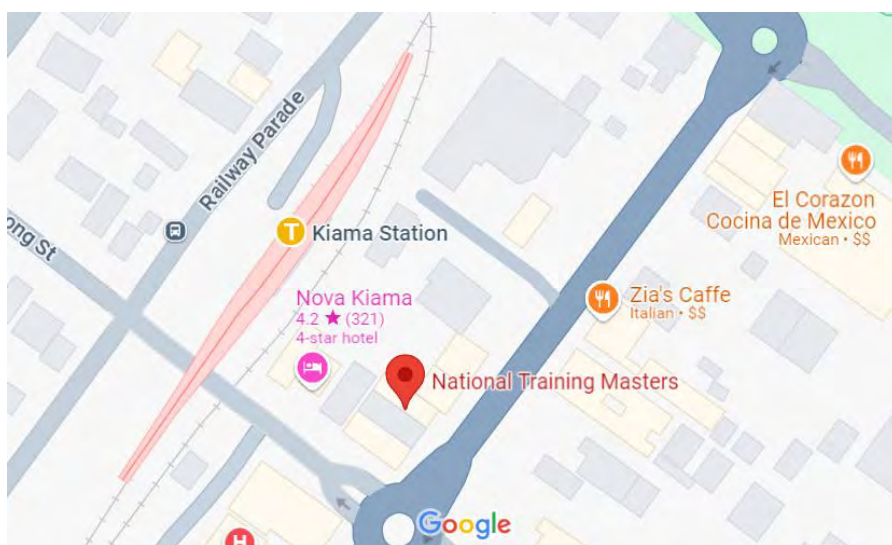 Railway Parade
ong St
Kiama Station
T
Nova Kiama
4.2 ★ (321)
4-star hotel
National Training Masters
El Corazon
Cocina de Mexico
Mexican • $$
Zia's Caffe
Italian • $$
H
Google